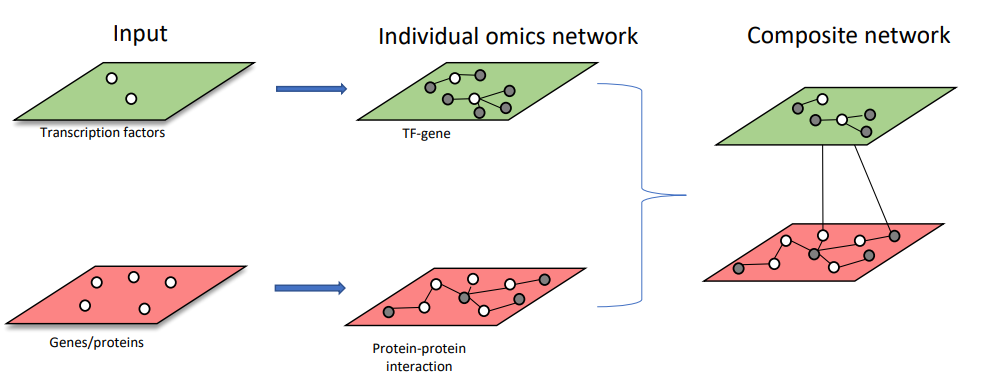 Input
Individual omics network
Composite network
Transcription factors
TF-gene
Genes/proteins
Protein-protein
interaction